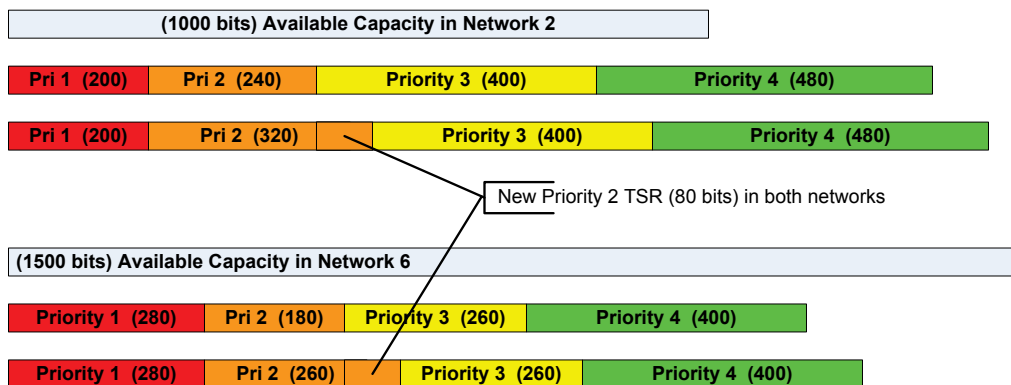 (1000 bits) Available Capacity in Network 2
Pri 1 (200) Pri 2 (240) Priority 3 (400) Priority 4 (480)
Pri 1 (200) Pri 2 (320) Priority 3 (400) Priority 4 (480)
New Priority 2 TSR (80 bits) in both networks
(1500 bits) Available Capacity in Network 6
Priority 1 (280) Pri 2 (180) Priority 3 (260) Priority 4 (400)
Priority 1 (280) Pri 2 (260) Priority 3 (260) Priority 4 (400)